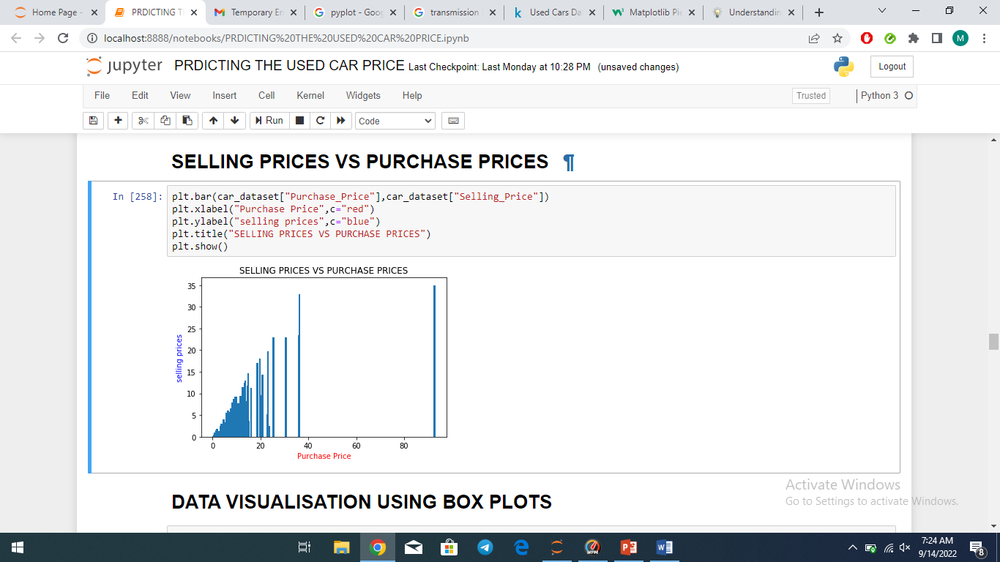 Home Page - 
PRDICTING T
Temporary Em
pyplot - Goog
transmission
Used Cars Da
Matplotlib Pie
Understandin
localhost:8888/notebooks/PRDICTING%20THE%20USED%20CAR%20PRICE.ipynb
M
jupyter PRDICTING THE USED CAR PRICE Last Checkpoint: Last Monday at 10:28 PM (unsaved changes)
Logout
File Edit View Insert Cell Kernel Widgets Help
Trusted
Python 3
Run
Code
SELLING PRICES VS PURCHASE PRICES ¶
In [258]:
plt.bar(car_dataset["Purchase_Price"],car_dataset["Selling_Price"])
plt.xlabel("Purchase Price",c="red")
plt.ylabel("selling prices",c="blue")
plt.title("SELLING PRICES VS PURCHASE PRICES")
plt.show()
SELLING PRICES VS PURCHASE PRICES
35
30
25
20
15
10
5
0
selling prices
0 20 40 60 80
Purchase Price
DATA VISUALISATION USING BOX PLOTS
Activate Windows
Go to Settings to activate Windows.
WPM
7:24 AM
9/14/2022
8